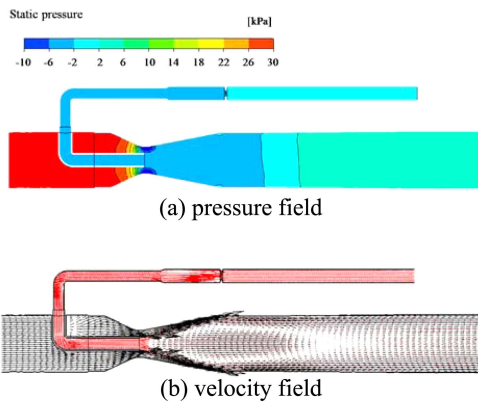 Static pressure
[kPa]
-10 -6 -2 2 6 10 14 18 22 26 30
(a) pressure field
(b) velocity field